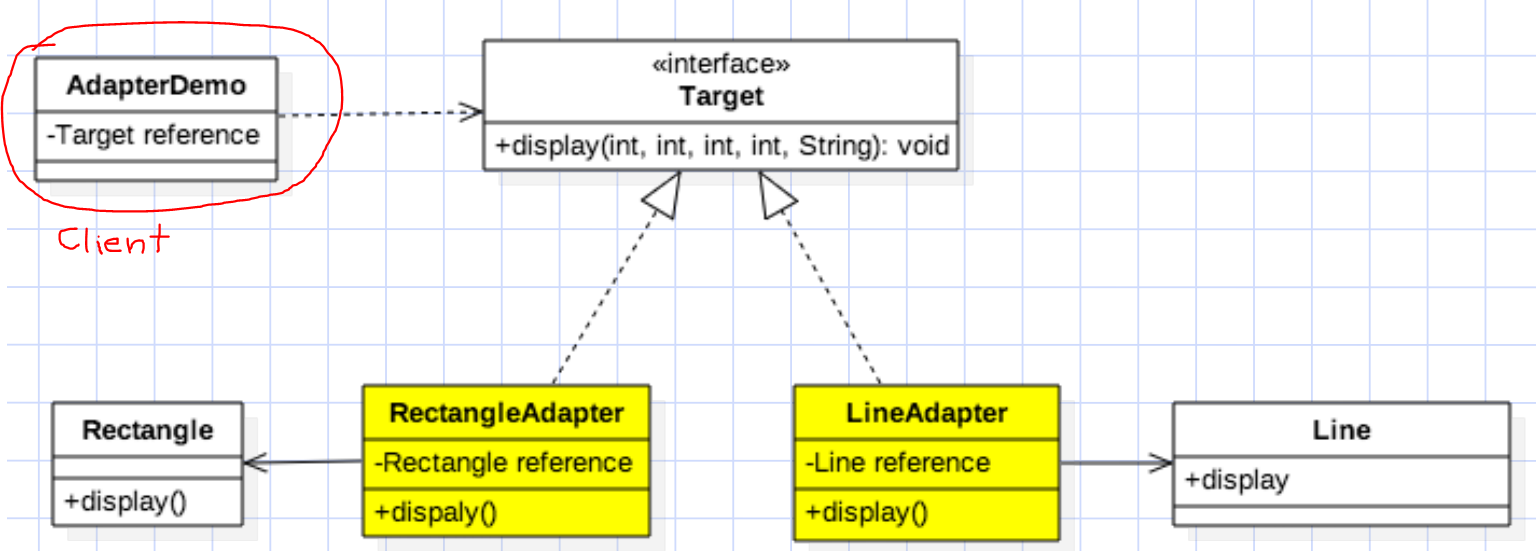 AdapterDemo
-Target reference
Client
«interface»
Target
+display(int, int, int, int, String): void
Rectangle
+display()
RectangleAdapter
-Rectangle reference
+dispaly()
LineAdapter
-Line reference
+display()
Line
+display